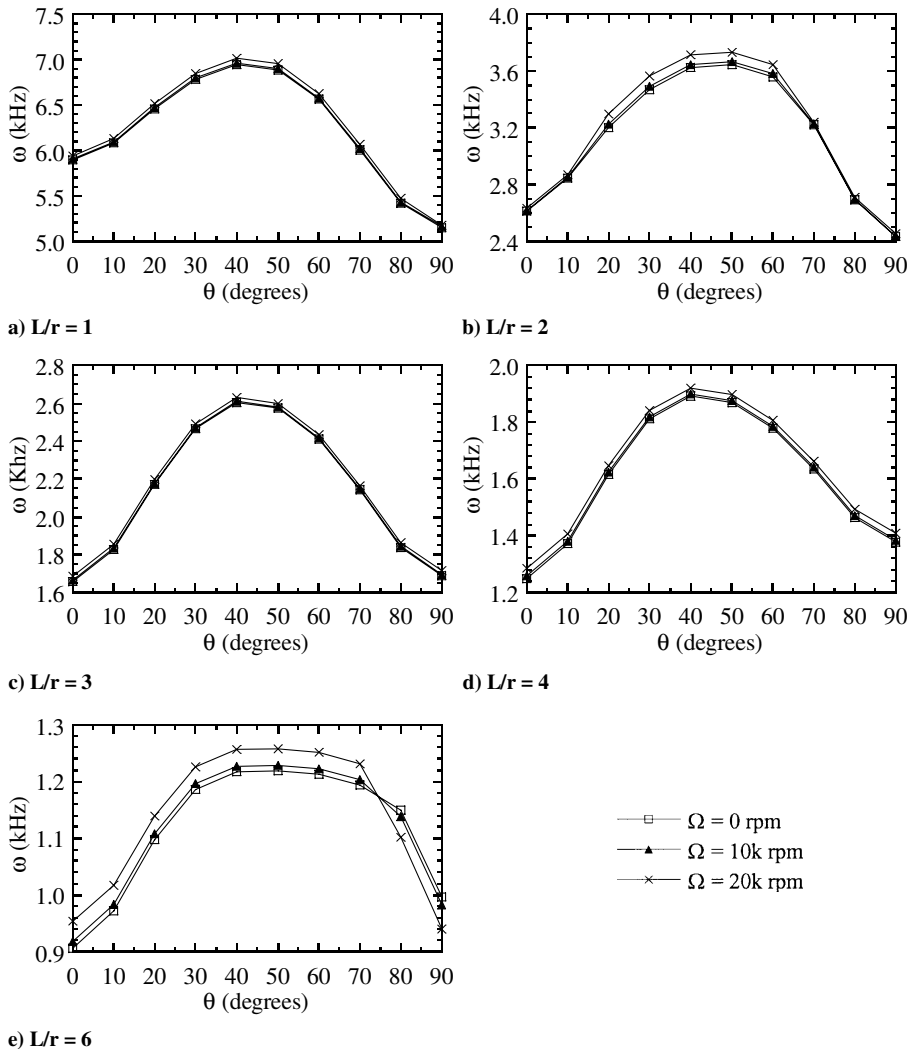 7.5
7.0
6.5
6.0
5.5
5.0
ω (kHz)
0 10 20 30 40 50 60 70 80 90
θ (degrees)
a) L/r = 1
4.0
3.6
3.2
2.8
2.4
ω (kHz)
0 10 20 30 40 50 60 70 80 90
θ (degrees)
b) L/r = 2
2.8
2.6
2.4
2.2
2.0
1.8
1.6
ω (Khz)
0 10 20 30 40 50 60 70 80 90
θ (degrees)
c) L/r = 3
2.0
1.8
1.6
1.4
1.2
ω (kHz)
0 10 20 30 40 50 60 70 80 90
θ (degrees)
d) L/r = 4
1.3
1.2
1.1
1.0
0.9
ω (kHz)
0 10 20 30 40 50 60 70 80 90
θ (degrees)
e) L/r = 6
Ω = 0 rpm
Ω = 10k rpm
Ω = 20k rpm